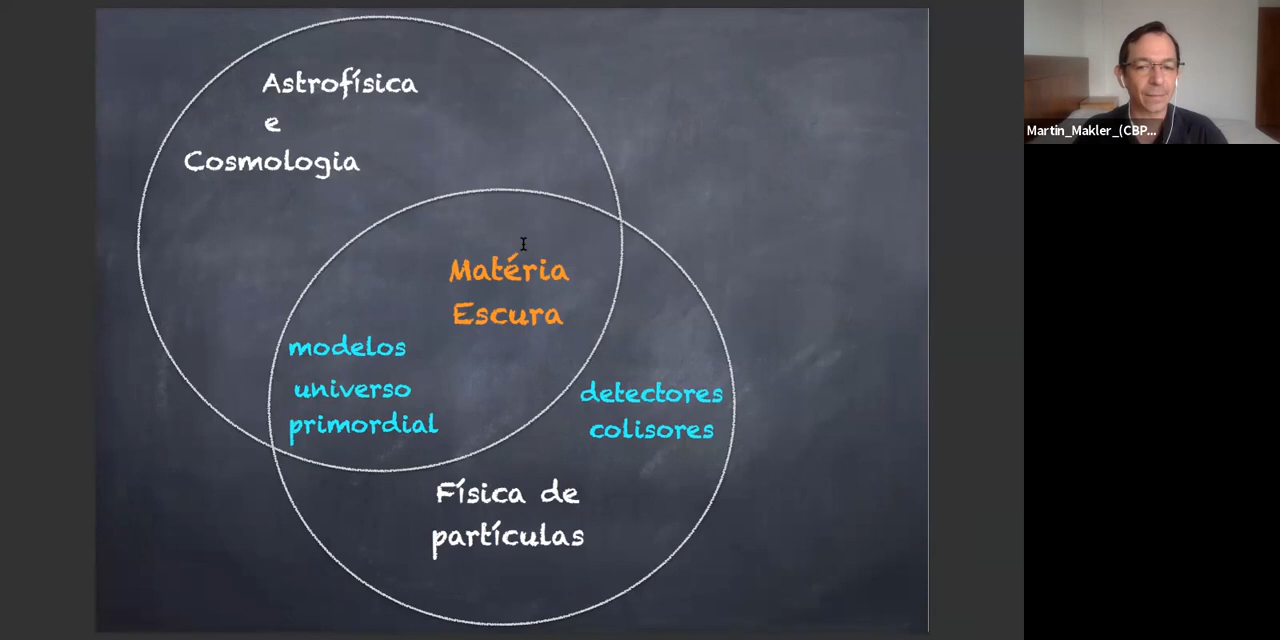 Astrofísica
e
Cosmologia
Matéria
Escura
modelos
universo
primordial
detectores
colisores
Física de
partículas
Martin_Makler_(CBP...